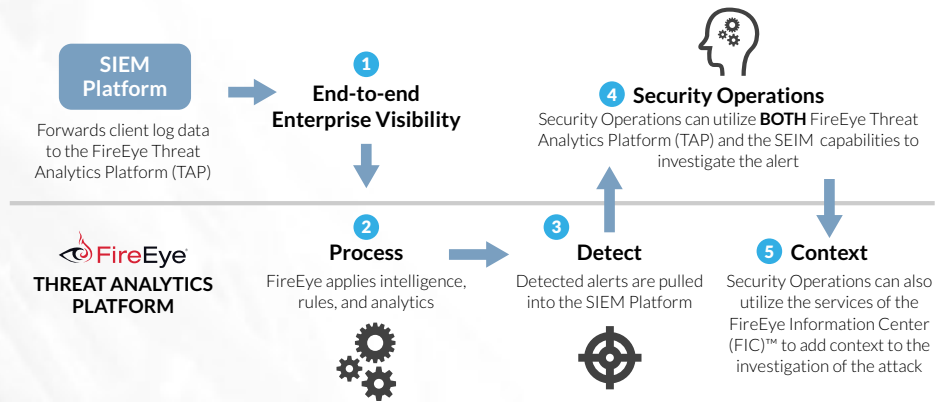 SIEM
Platform
Forwards client log data
to the FireEye Threat
Analytics Platform (TAP)
1
End-to-end
Enterprise Visibility
4 Security Operations
Security Operations can utilize BOTH FireEye Threat
Analytics Platform (TAP) and the SEIM capabilities to
investigate the alert
FireEye
THREAT ANALYTICS
PLATFORM
2
Process
FireEye applies intelligence,
rules, and analytics
3
Detect
Detected alerts are pulled
into the SIEM Platform
5 Context
Security Operations can also
utilize the services of the
FireEye Information Center
(FIC)™ to add context to the
investigation of the attack